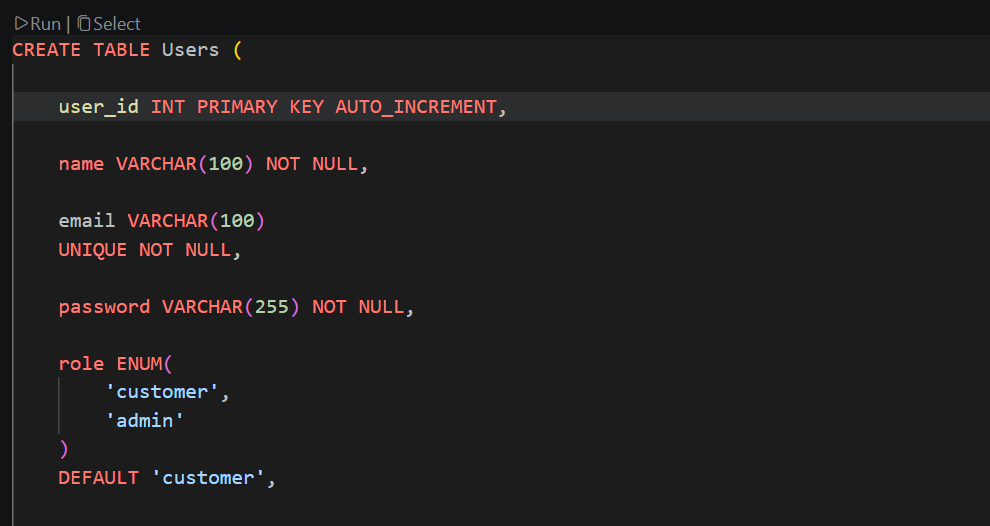 Run | Select
CREATE TABLE Users (
user_id INT PRIMARY KEY AUTO_INCREMENT,
name VARCHAR(100) NOT NULL,
email VARCHAR(100)
UNIQUE NOT NULL,
password VARCHAR(255) NOT NULL,
role ENUM(
'customer',
'admin'
)
DEFAULT 'customer',